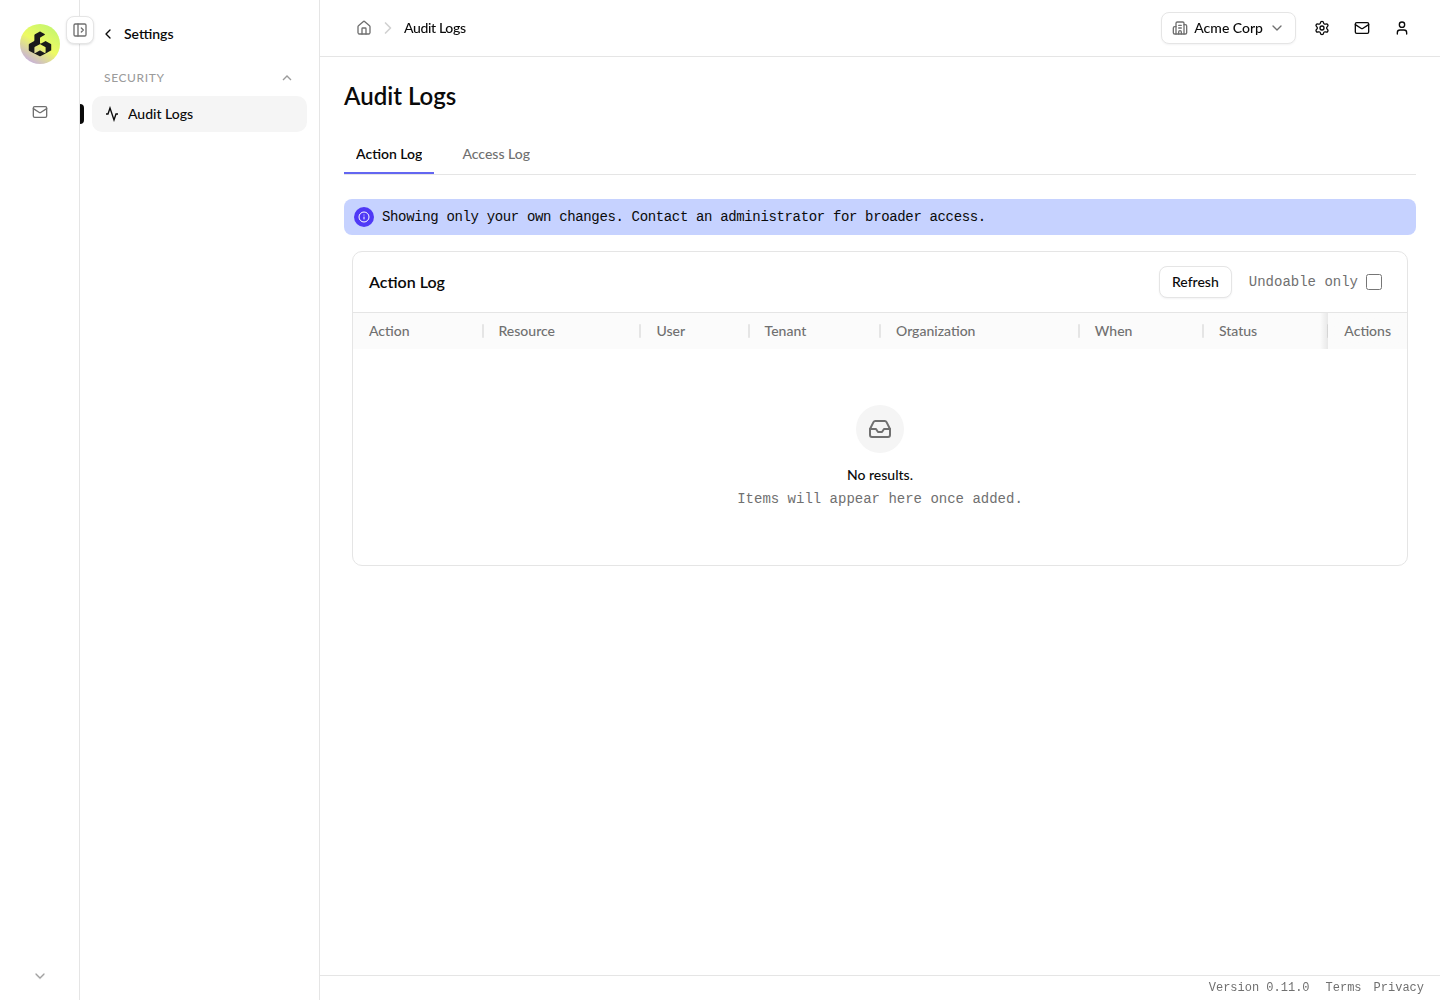 Settings
SECURITY
Audit Logs
Audit Logs
Acme Corp
Audit Logs
Action Log
Access Log
Showing only your own changes. Contact an administrator for broader access.
Action Log
Refresh
Undoable only
Action
Resource
User
Tenant
Organization
When
Status
Actions
No results.
Items will appear here once added.
Version 0.11.0
Terms
Privacy